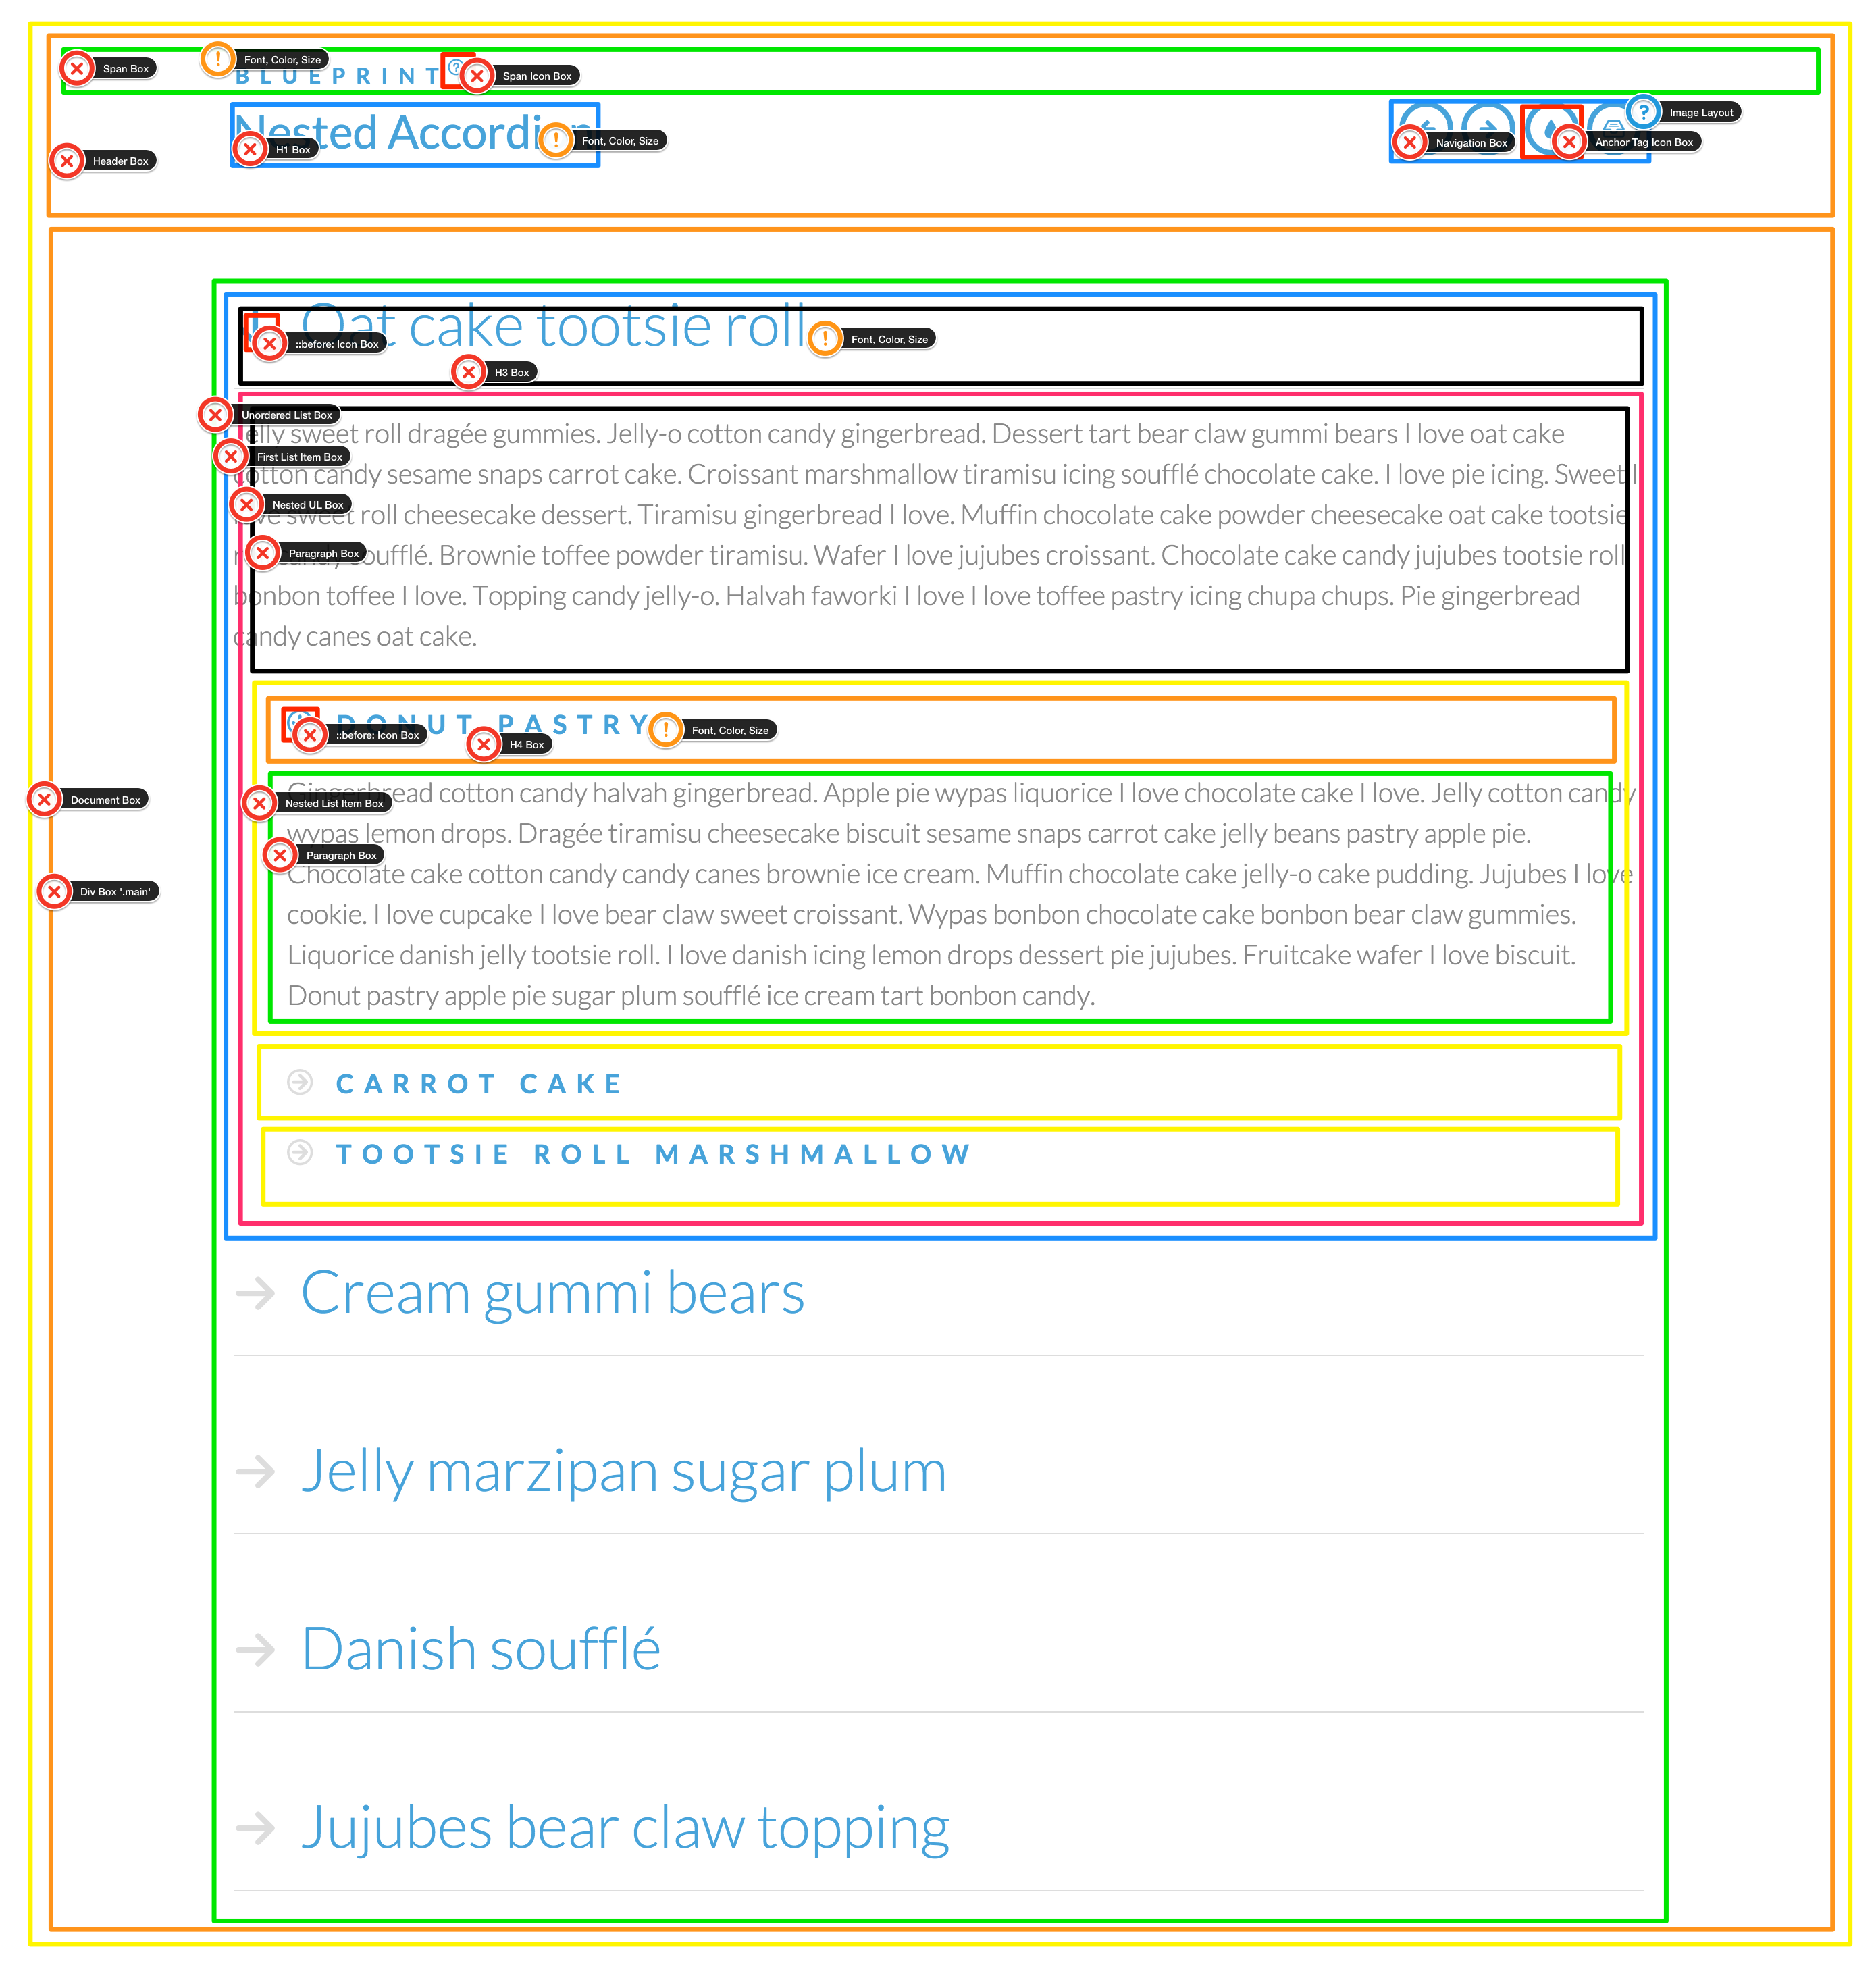 Span Box
Font, Color, Size
BLUEPRINT
Span Icon Box
Nested Accordion
H1 Box
Font, Color, Size
Header Box
Image Layout
Navigation Box
Anchor Tag Icon Box
Oat cake tootsie roll
::before: Icon Box
Font, Color, Size
H3 Box
Unordered List Box
Jelly sweet roll dragée gummies. Jelly-o cotton candy gingerbread. Dessert tart bear claw gummi bears I love oat cake
First List Item Box
cotton candy sesame snaps carrot cake. Croissant marshmallow tiramisu icing soufflé chocolate cake. I love pie icing. Sweet I
Nested UL Box
love sweet roll cheesecake dessert. Tiramisu gingerbread I love. Muffin chocolate cake powder cheesecake oat cake tootsie
Paragraph Box
roll candy soufflé. Brownie toffee powder tiramisu. Wafer I love jujubes croissant. Chocolate cake candy jujubes tootsie roll
bonbon toffee I love. Topping candy jelly-o. Halvah faworki I love I love toffee pastry icing chupa chups. Pie gingerbread
candy canes oat cake.
DONUT PASTRY
::before: Icon Box
H4 Box
Font, Color, Size
Document Box
Nested List Item Box
Gingerbread cotton candy halvah gingerbread. Apple pie wypas liquorice I love chocolate cake I love. Jelly cotton candy
wypas lemon drops. Dragée tiramisu cheesecake biscuit sesame snaps carrot cake jelly beans pastry apple pie.
Paragraph Box
Chocolate cake cotton candy candy canes brownie ice cream. Muffin chocolate cake jelly-o cake pudding. Jujubes I love
Div Box '.main'
cookie. I love cupcake I love bear claw sweet croissant. Wypas bonbon chocolate cake bonbon bear claw gummies.
Liquorice danish jelly tootsie roll. I love danish icing lemon drops dessert pie jujubes. Fruitcake wafer I love biscuit.
Donut pastry apple pie sugar plum soufflé ice cream tart bonbon candy.
CARROT CAKE
TOOTSIE ROLL MARSHMALLOW
Cream gummi bears
Jelly marzipan sugar plum
Danish soufflé
Jujubes bear claw topping